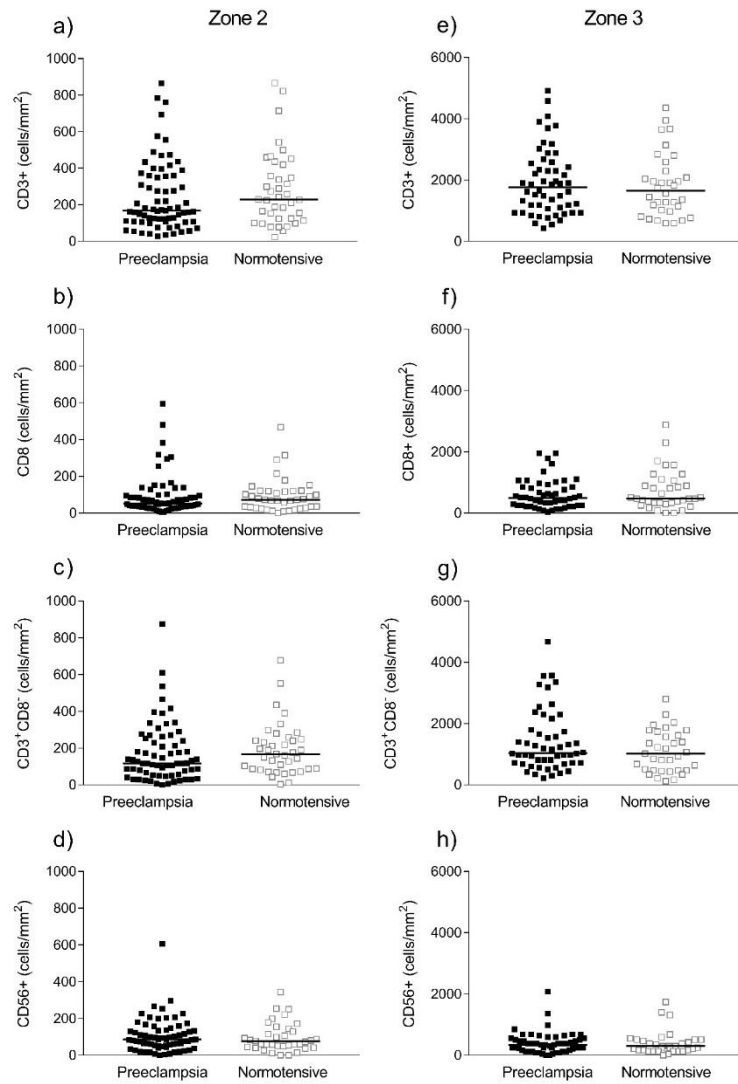 Zone 2
Zone 3
a)
CD3+ (cells/mm²)
1000
800
600
400
200
0
Preeclampsia
Normotensive
e)
CD3+ (cells/mm²)
6000
4000
2000
0
Preeclampsia
Normotensive
b)
CD8 (cells/mm²)
1000
800
600
400
200
0
Preeclampsia
Normotensive
f)
CD8+ (cells/mm²)
6000
4000
2000
0
Preeclampsia
Normotensive
c)
CD3⁺CD8⁻ (cells/mm²)
1000
800
600
400
200
0
Preeclampsia
Normotensive
g)
CD3⁺CD8⁻ (cells/mm²)
6000
4000
2000
0
Preeclampsia
Normotensive
d)
CD56+ (cells/mm²)
1000
800
600
400
200
0
Preeclampsia
Normotensive
h)
CD56+ (cells/mm²)
6000
4000
2000
0
Preeclampsia
Normotensive